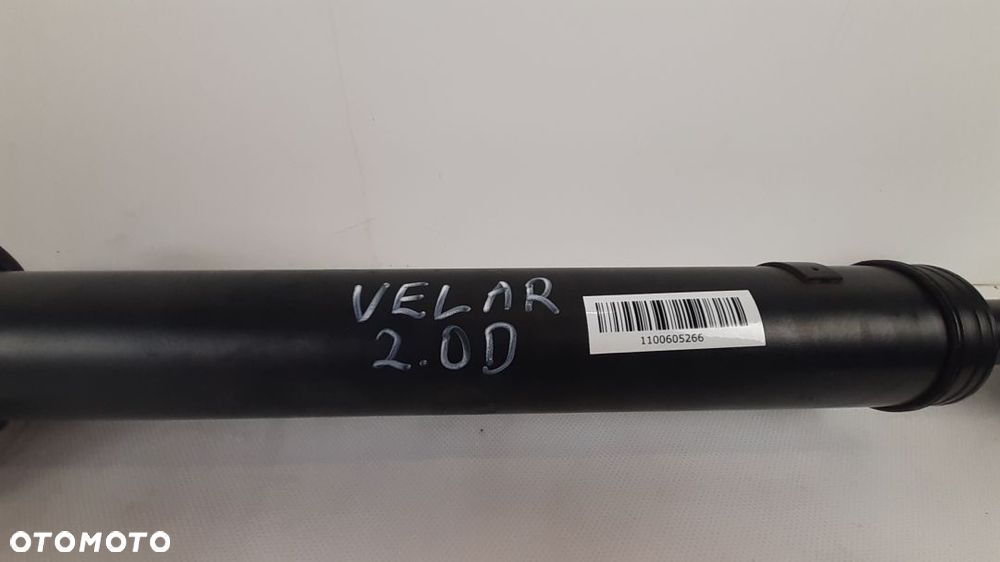 VELAR
2.0D
1100605266
OTOMOTO